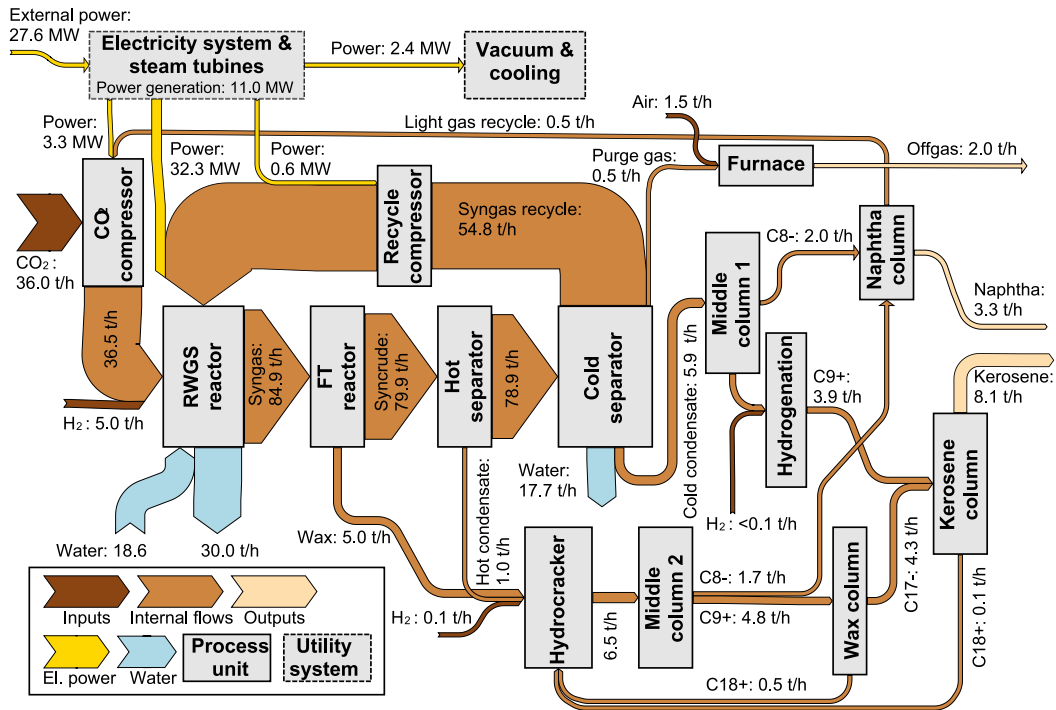 External power:
27.6 MW
Electricity system &
steam tubines
Power generation: 11.0 MW
Power: 2.4 MW
Vacuum &
cooling
Power:
3.3 MW
Power:
32.3 MW
Power:
0.6 MW
Light gas recycle: 0.5 t/h
Air: 1.5 t/h
Purge gas:
0.5 t/h
Furnace
Offgas: 2.0 t/h
CO2
compressor
CO2:
36.0 t/h
Recycle
compressor
Syngas recycle:
54.8 t/h
Middle
column 1
C8-: 2.0 t/h
Naphtha
column
Naphtha:
3.3 t/h
36.5 t/h
H2: 5.0 t/h
RWGS
reactor
Syngas:
84.9 t/h
FT
reactor
Syncrude:
79.9 t/h
Hot
separator
78.9 t/h
Cold
separator
Cold condensate: 5.9 t/h
Hydrogenation
C9+:
3.9 t/h
Kerosene:
8.1 t/h
Kerosene
column
Water: 18.6
30.0 t/h
Wax: 5.0 t/h
Hot condensate:
1.0 t/h
Water:
17.7 t/h
H2: <0.1 t/h
H2: 0.1 t/h
Hydrocracker
6.5 t/h
Middle
column 2
C8-: 1.7 t/h
C9+: 4.8 t/h
Wax column
C17-: 4.3 t/h
C18+: 0.1 t/h
C18+: 0.5 t/h
Inputs
Internal flows
Outputs
El. power
Water
Process
unit
Utility
system